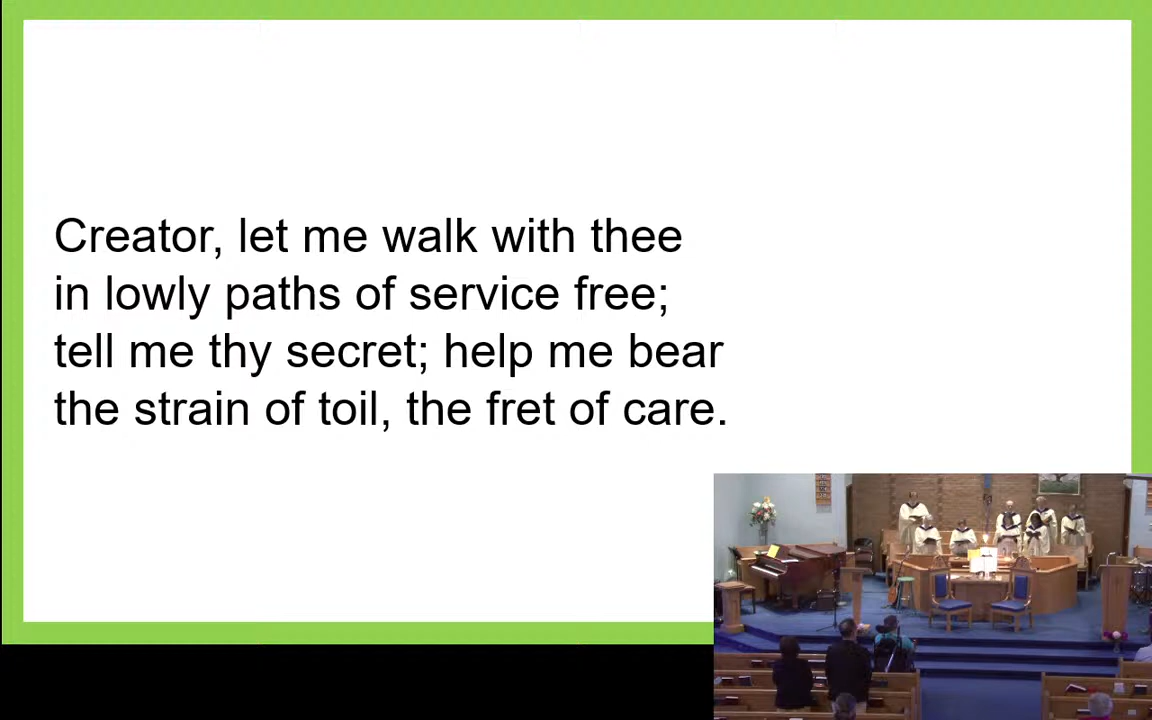 Creator, let me walk with thee
in lowly paths of service free;
tell me thy secret; help me bear
the strain of toil, the fret of care.